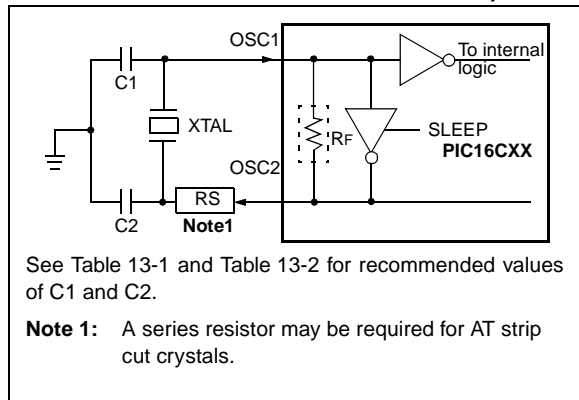 OSC1
To internal
logic
C1
XTAL
RF
SLEEP
PIC16CXX
OSC2
RS
C2
Note1
See Table 13-1 and Table 13-2 for recommended values
of C1 and C2.
Note 1: A series resistor may be required for AT strip
cut crystals.